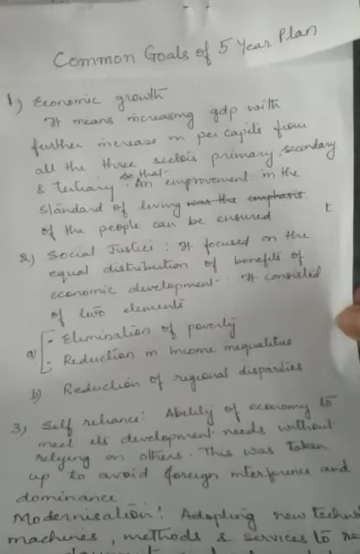 Common Goals of 5 Year Plan
1) Economic growth
It means increasing gdp with
further increase in per capita from
all the three sectors primary, secondary
& Tertiary. so that An improvement in the
standard of living was the emphasis
of the people can be ensured
2) Social Justice : It focused on the
equal distribution of benefits of
economic development. It consisted
of two elements
a) - Elimination of poverty
- Reduction in Income inequalities
b) Reduction of regional disparities
3) Self reliance: Ability of economy to
meet its development needs without
relying on others. This was taken
up to avoid foreign interference and
dominance
Modernisation: Adopting new
machines, methods & services to